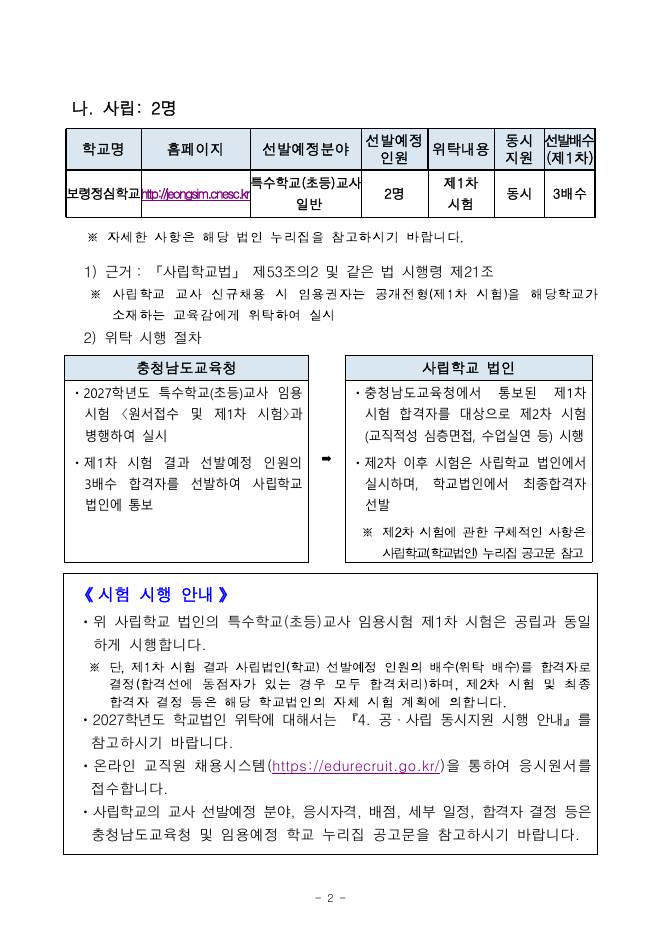 나. 사립: 2명
학교명 홈페이지 선발예정분야 선발예정 인원 위탁내용 동시 지원 선발배수 (제1차)
보령정심학교 http://jeongsim.cnesc.kr 특수학교(초등)교사 일반 2명 제1차 시험 동시 3배수
※ 자세한 사항은 해당 법인 누리집을 참고하시기 바랍니다.
1) 근거 : 「사립학교법」 제53조의2 및 같은 법 시행령 제21조
※ 사립학교 교사 신규채용 시 임용권자는 공개전형(제1차 시험)을 해당학교가
소재하는 교육감에게 위탁하여 실시
2) 위탁 시행 절차
충청남도교육청
・2027학년도 특수학교(초등)교사 임용
시험 〈원서접수 및 제1차 시험〉과
병행하여 실시
・제1차 시험 결과 선발예정 인원의
3배수 합격자를 선발하여 사립학교
법인에 통보
➡
사립학교 법인
・충청남도교육청에서 통보된 제1차
시험 합격자를 대상으로 제2차 시험
(교직적성 심층면접, 수업실연 등) 시행
・제2차 이후 시험은 사립학교 법인에서
실시하며, 학교법인에서 최종합격자
선발
※ 제2차 시험에 관한 구체적인 사항은
사립학교(학교법인) 누리집 공고문 참고
《 시험 시행 안내 》
・위 사립학교 법인의 특수학교(초등)교사 임용시험 제1차 시험은 공립과 동일
하게 시행합니다.
※ 단, 제1차 시험 결과 사립법인(학교) 선발예정 인원의 배수(위탁 배수)를 합격자로
결정(합격선에 동점자가 있는 경우 모두 합격처리)하며, 제2차 시험 및 최종
합격자 결정 등은 해당 학교법인의 자체 시험 계획에 의합니다.
・2027학년도 학교법인 위탁에 대해서는 『4. 공·사립 동시지원 시행 안내』를
참고하시기 바랍니다.
・온라인 교직원 채용시스템(https://edurecruit.go.kr/)을 통하여 응시원서를
접수합니다.
・사립학교의 교사 선발예정 분야, 응시자격, 배점, 세부 일정, 합격자 결정 등은
충청남도교육청 및 임용예정 학교 누리집 공고문을 참고하시기 바랍니다.
- 2 -